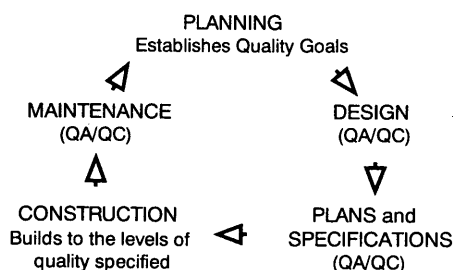 PLANNING
Establishes Quality Goals
MAINTENANCE
(QA/QC)
DESIGN
(QA/QC)
CONSTRUCTION
Builds to the levels of
quality specified
PLANS and
SPECIFICATIONS
(QA/QC)